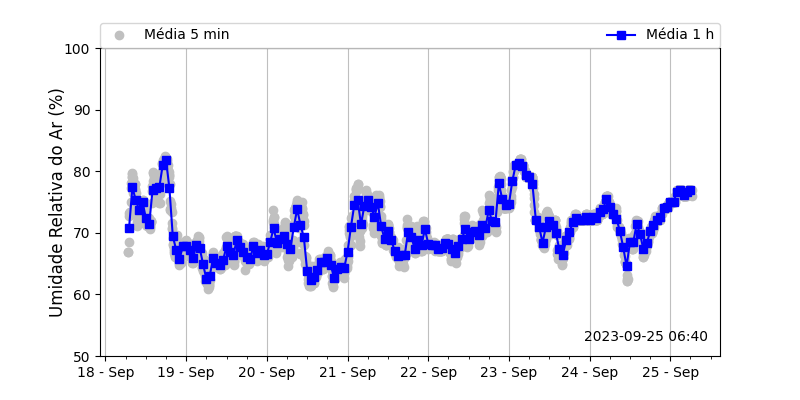 Média 5 min
Média 1 h
Umidade Relativa do Ar (%)
100
90
80
70
60
50
2023-09-25 06:40
18 - Sep
19 - Sep
20 - Sep
21 - Sep
22 - Sep
23 - Sep
24 - Sep
25 - Sep